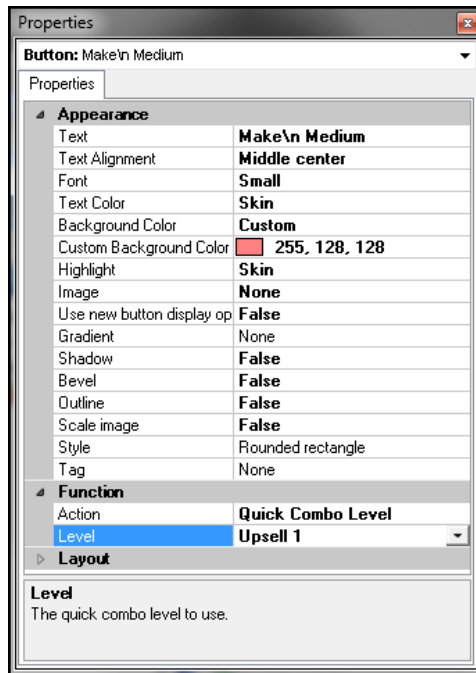 Properties
Button: Make\n Medium
Properties
Appearance
Text Make\n Medium
Text Alignment Middle center
Font Small
Text Color Skin
Background Color Custom
Custom Background Color 255, 128, 128
Highlight Skin
Image None
Use new button display op False
Gradient None
Shadow False
Bevel False
Outline False
Scale image False
Style Rounded rectangle
Tag None
Function
Action Quick Combo Level
Level Upsell 1
Layout
Level
The quick combo level to use.